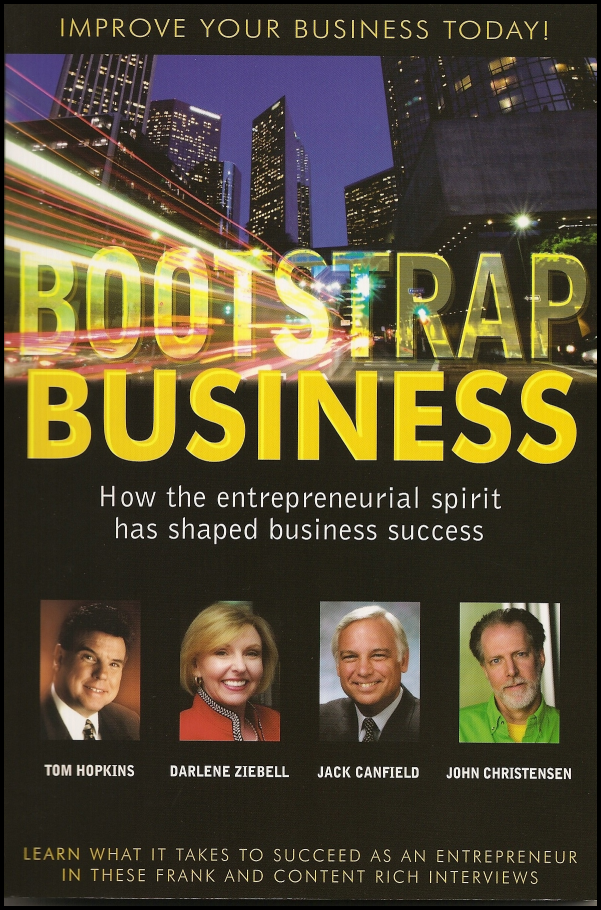 IMPROVE YOUR BUSINESS TODAY!
BOOTSTRAP
BUSINESS
How the entrepreneurial spirit
has shaped business success
TOM HOPKINS
DARLENE ZIEBELL
JACK CANFIELD
JOHN CHRISTENSEN
LEARN WHAT IT TAKES TO SUCCEED AS AN ENTREPRENEUR
IN THESE FRANK AND CONTENT RICH INTERVIEWS